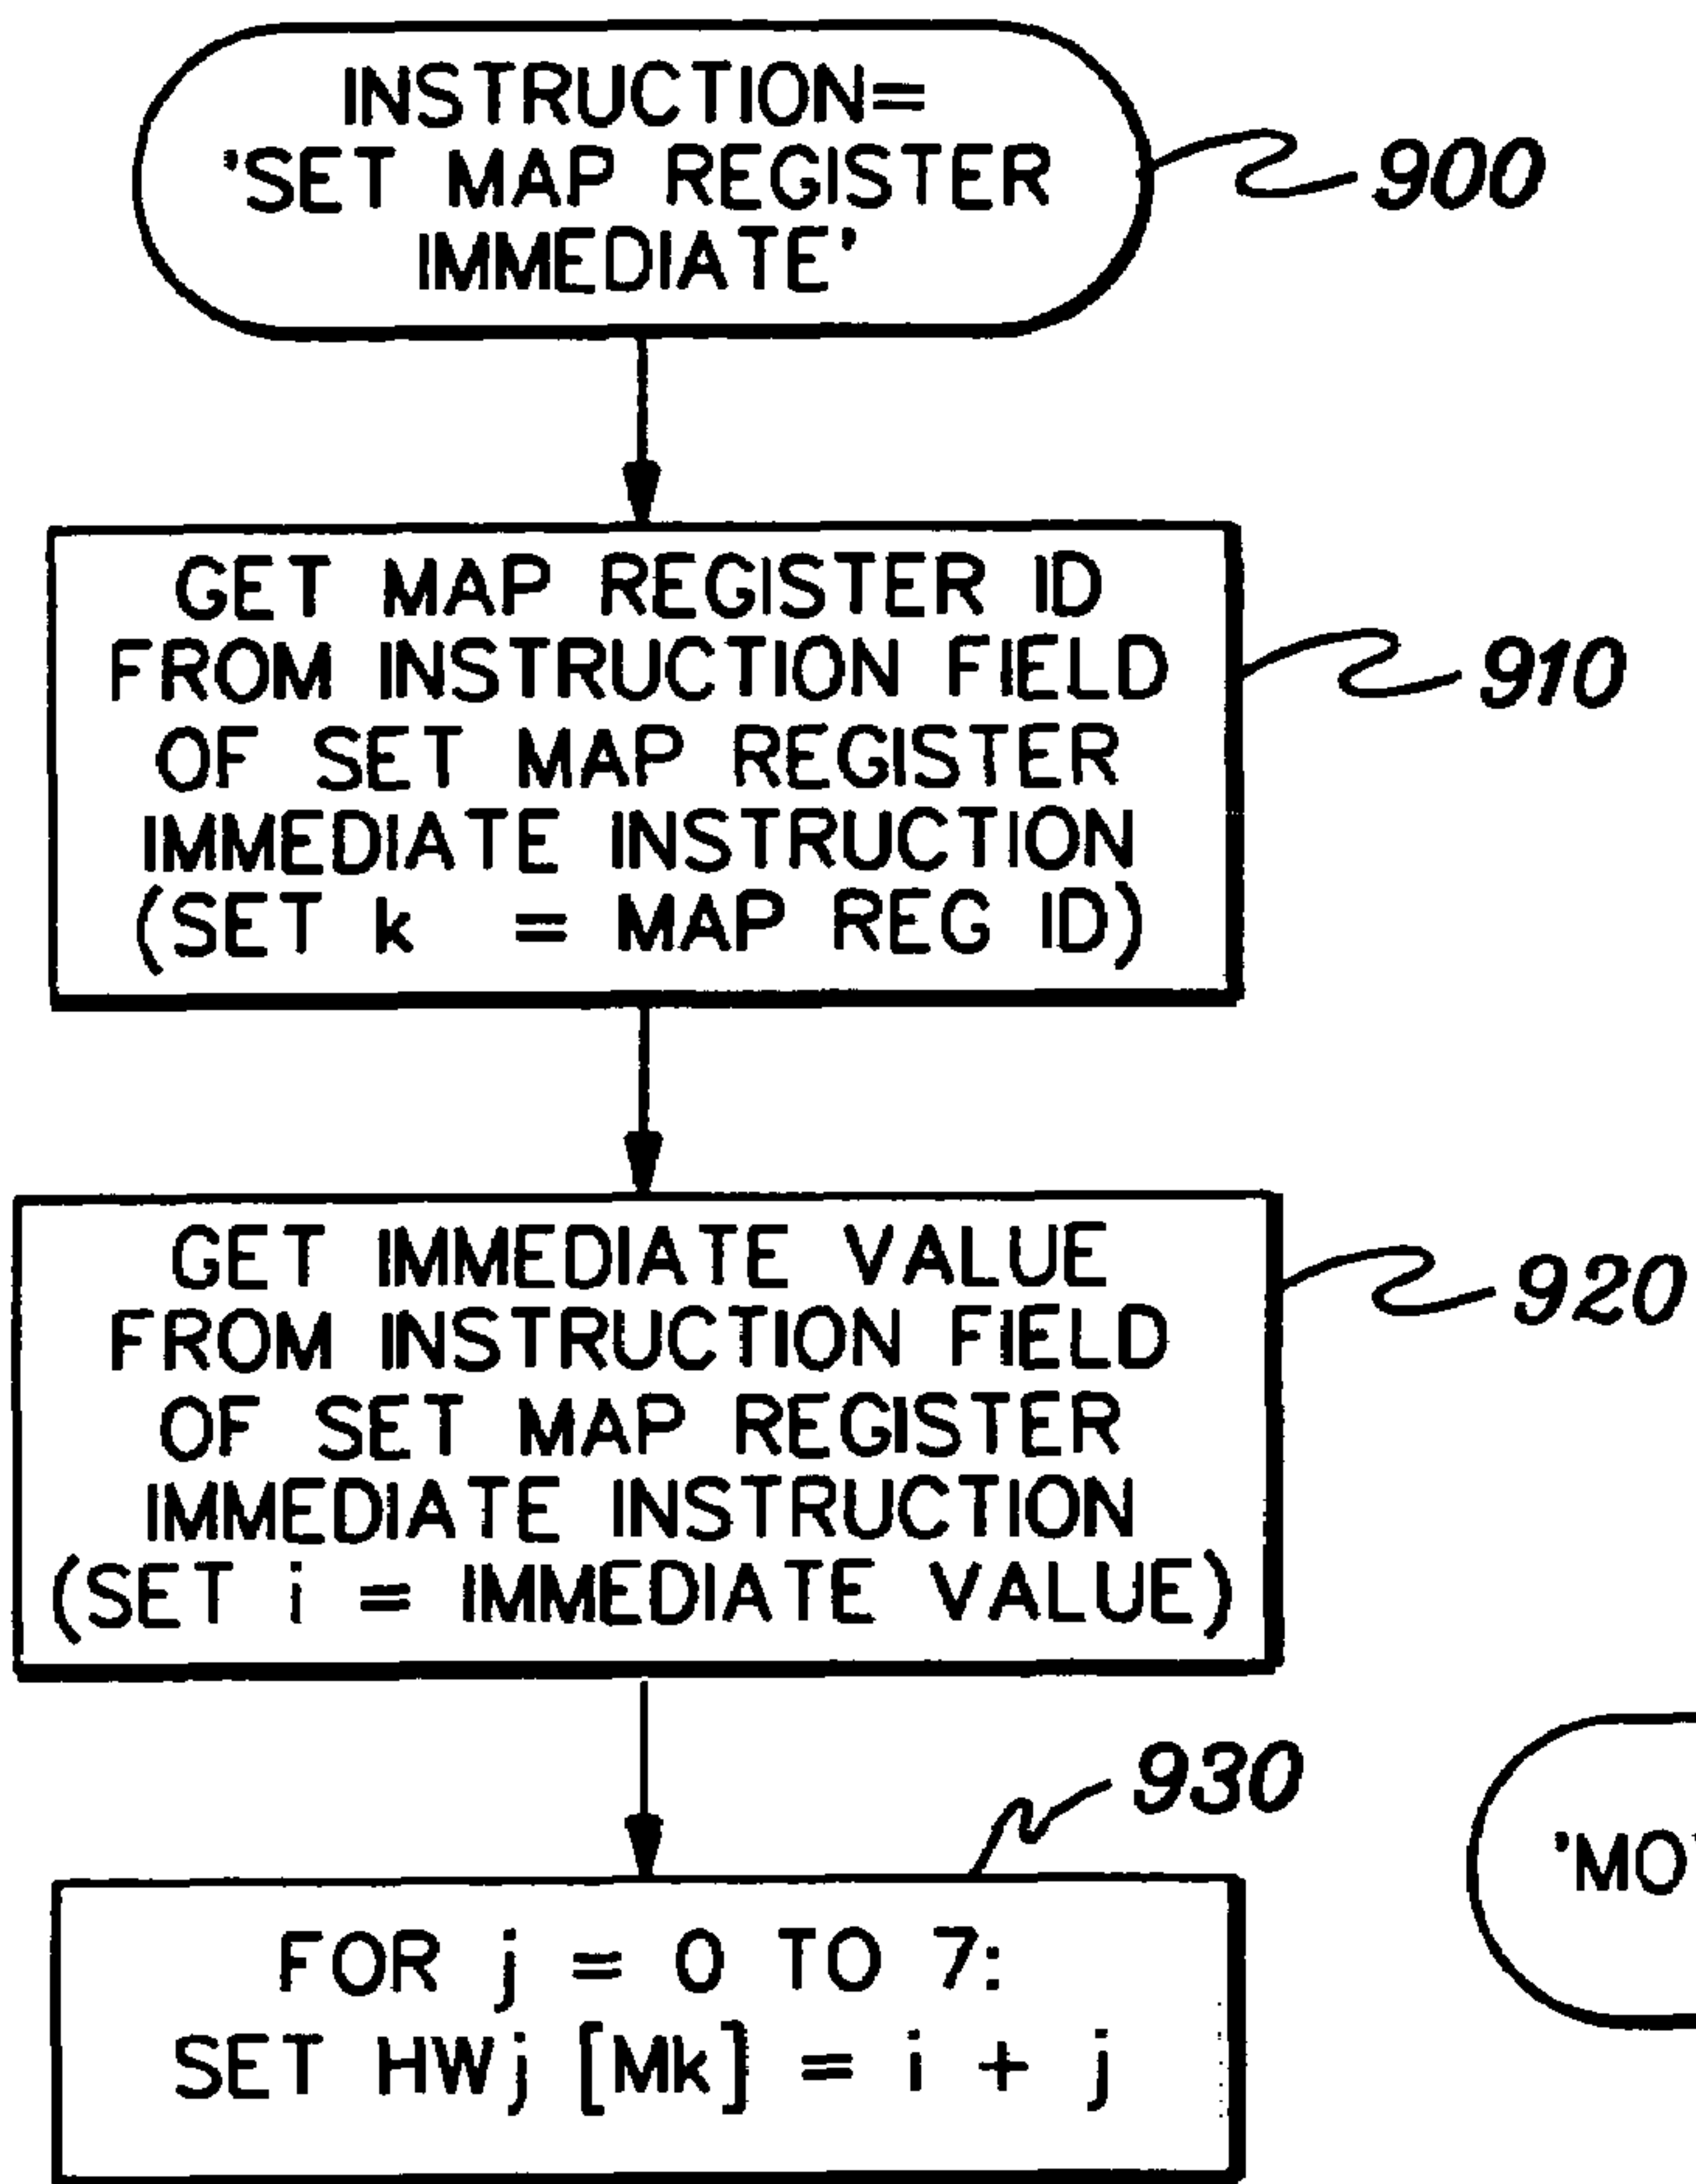 INSTRUCTION=
'SET MAP REGISTER
IMMEDIATE'
900
GET MAP REGISTER ID
FROM INSTRUCTION FIELD
OF SET MAP REGISTER
IMMEDIATE INSTRUCTION
(SET k = MAP REG ID)
910
GET IMMEDIATE VALUE
FROM INSTRUCTION FIELD
OF SET MAP REGISTER
IMMEDIATE INSTRUCTION
(SET i = IMMEDIATE VALUE)
920
930
FOR j = 0 TO 7:
SET HWj [Mk] = i + j